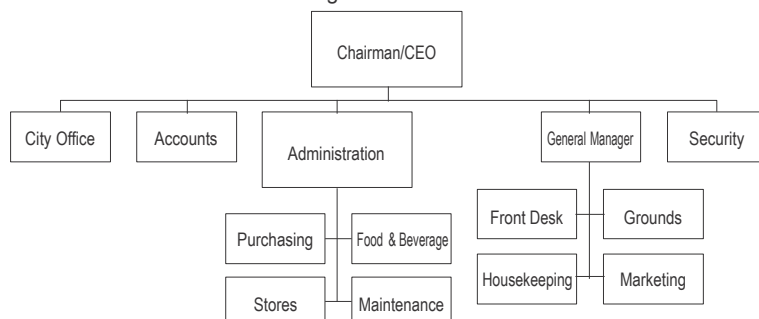 Chairman/CEO
City Office
Accounts
Administration
General Manager
Security
Purchasing
Food & Beverage
Stores
Maintenance
Front Desk
Grounds
Housekeeping
Marketing